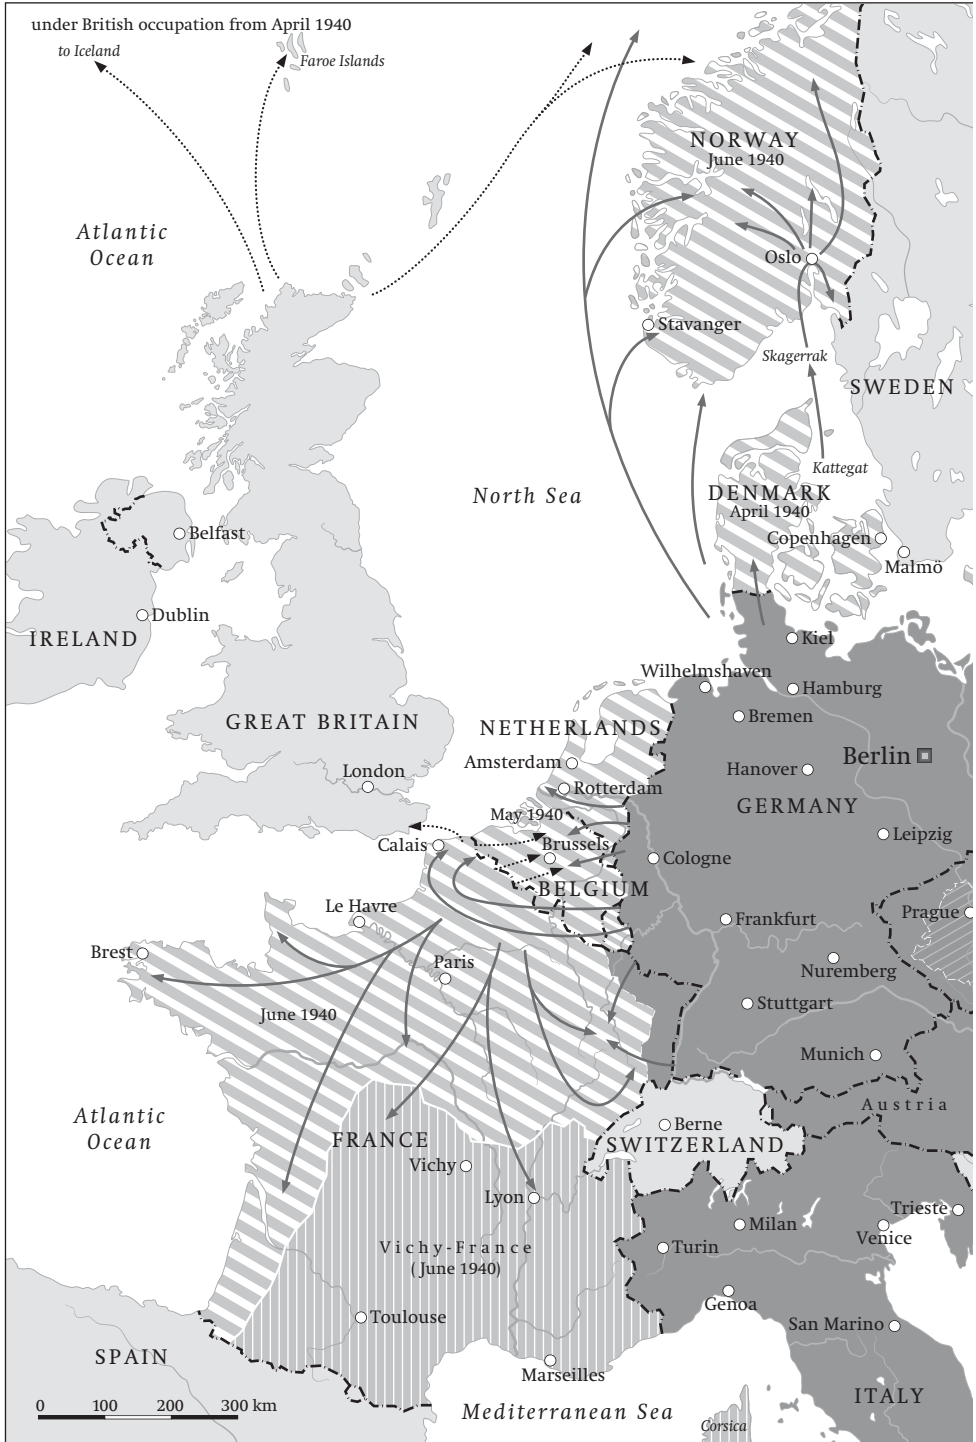 under British occupation from April 1940
to Iceland
Faroe Islands
NORWAY
June 1940
Atlantic
Ocean
Oslo
Stavanger
Skagerrak
SWEDEN
Kattegat
North Sea
DENMARK
April 1940
Copenhagen
Malmö
Belfast
Dublin
IRELAND
Kiel
Wilhelmshaven
Hamburg
Bremen
GREAT BRITAIN
NETHERLANDS
Amsterdam
Berlin
Hanover
London
Rotterdam
GERMANY
May 1940
Leipzig
Calais
Brussels
Cologne
BELGIUM
Le Havre
Frankfurt
Prague
Brest
Paris
Nuremberg
June 1940
Stuttgart
Munich
Austria
Atlantic
Ocean
Berne
FRANCE
SWITZERLAND
Vichy
Lyon
Trieste
Milan
Venice
Vichy-France
(June 1940)
Turin
Genoa
Toulouse
San Marino
SPAIN
Marseilles
ITALY
0 100 200 300 km
Mediterranean Sea
Corsica